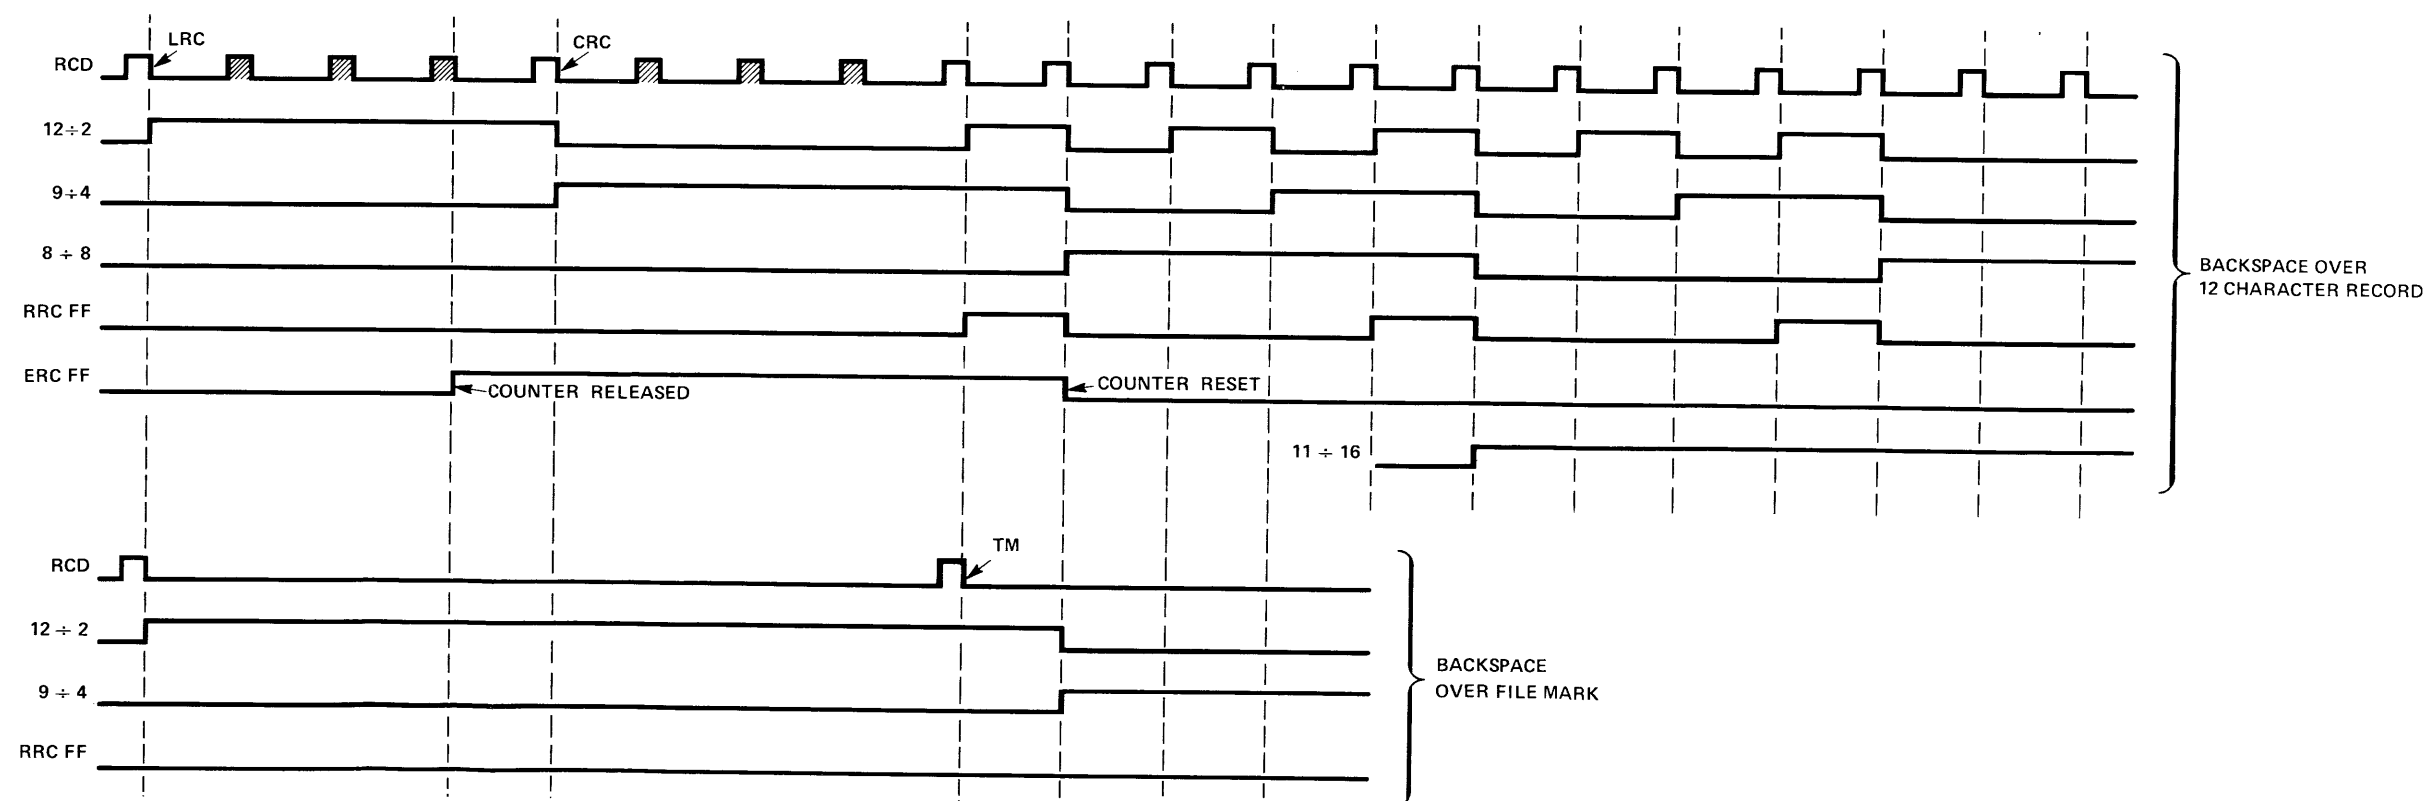 LRC
CRC
RCD
12÷2
9÷4
8 ÷ 8
BACKSPACE OVER
12 CHARACTER RECORD
RRC FF
ERC FF
COUNTER RELEASED
COUNTER RESET
11 ÷ 16
TM
RCD
12 ÷ 2
BACKSPACE
OVER FILE MARK
9 ÷ 4
RRC FF